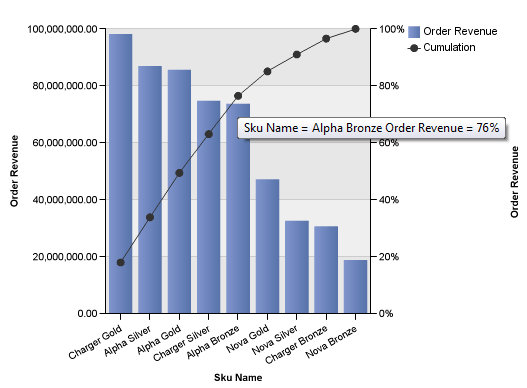 100,000,000.00
80,000,000.00
60,000,000.00
40,000,000.00
20,000,000.00
0.00
Order Revenue
100%
80%
60%
40%
20%
0%
Order Revenue
Order Revenue
Cumulation
Sku Name = Alpha Bronze Order Revenue = 76%
Charger Gold
Alpha Silver
Alpha Gold
Charger Silver
Alpha Bronze
Nova Gold
Nova Silver
Charger Bronze
Nova Bronze
Sku Name